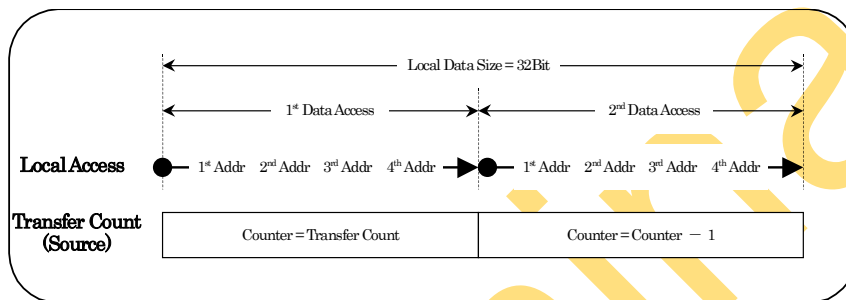 Local Data Size = 32Bit
1st Data Access 2nd Data Access
Local Access 1st Addr 2nd Addr 3rd Addr 4th Addr 1st Addr 2nd Addr 3rd Addr 4th Addr
Transfer Count
(Source)
Counter = Transfer Count Counter = Counter － 1